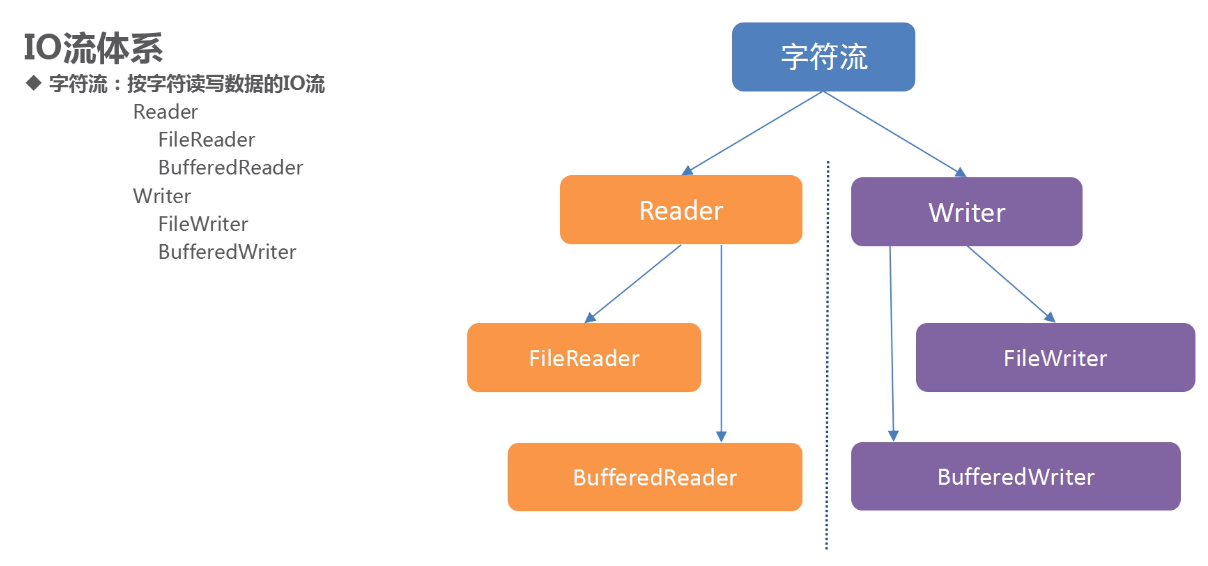 IO流体系
◆ 字符流：按字符读写数据的IO流
Reader
FileReader
BufferedReader
Writer
FileWriter
BufferedWriter
字符流
Reader
Writer
FileReader
FileWriter
BufferedReader
BufferedWriter